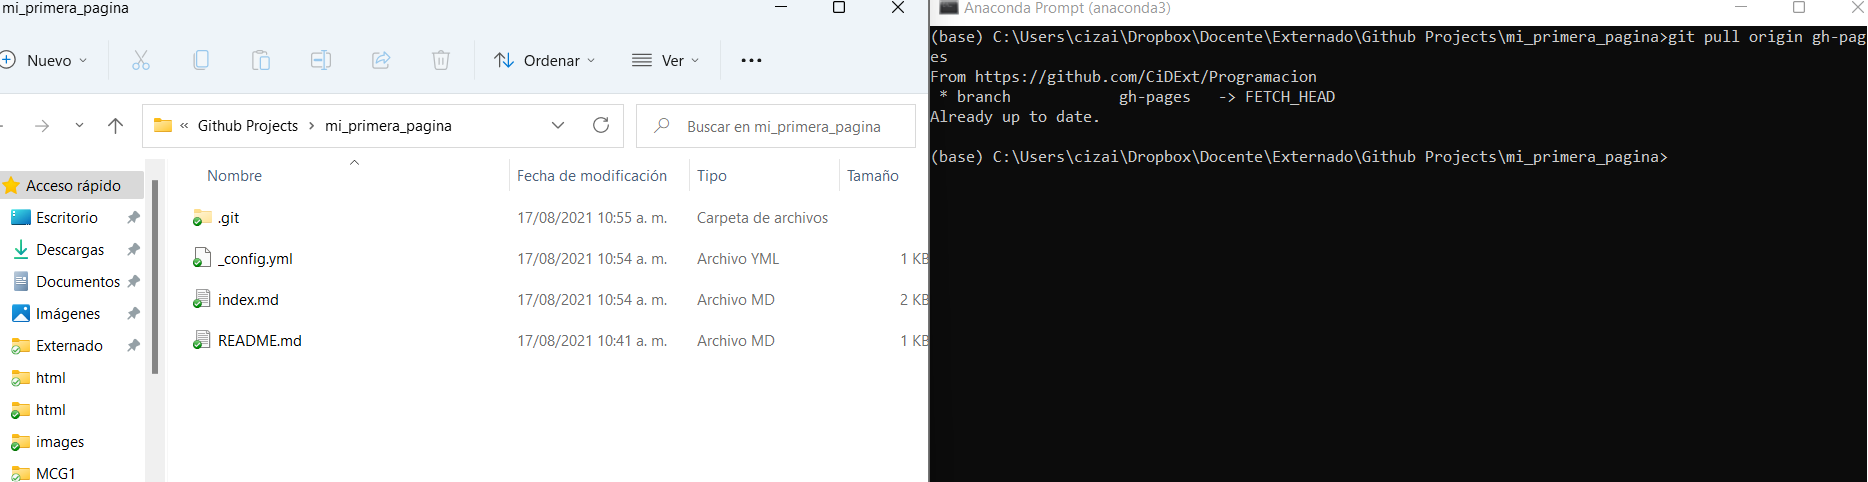 mi_primera_pagina
Nuevo
Ordenar
Ver
« Github Projects > mi_primera_pagina
Buscar en mi_primera_pagina
Acceso rápido
Escritorio
Descargas
Documentos
Imágenes
Externado
html
html
images
MCG1
Nombre Fecha de modificación Tipo Tamaño
.git 17/08/2021 10:55 a. m. Carpeta de archivos
_config.yml 17/08/2021 10:54 a. m. Archivo YML 1 KB
index.md 17/08/2021 10:54 a. m. Archivo MD 2 KB
README.md 17/08/2021 10:41 a. m. Archivo MD 1 KB
Anaconda Prompt (anaconda3)
(base) C:\Users\cizai\Dropbox\Docente\Externado\Github Projects\mi_primera_pagina>git pull origin gh-pag
es
From https://github.com/CiDExt/Programacion
 * branch            gh-pages   -> FETCH_HEAD
Already up to date.
(base) C:\Users\cizai\Dropbox\Docente\Externado\Github Projects\mi_primera_pagina>